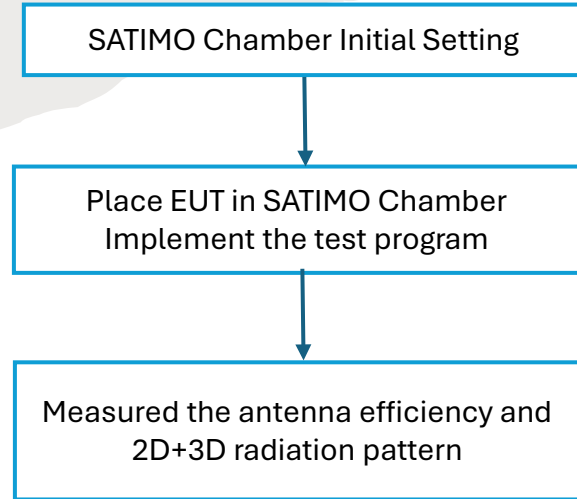 SATIMO Chamber Initial Setting
Place EUT in SATIMO Chamber
Implement the test program
Measured the antenna efficiency and
2D+3D radiation pattern